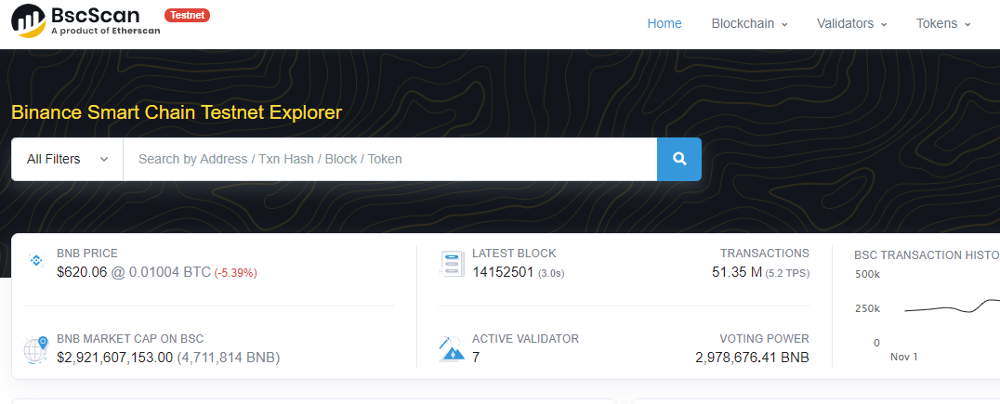 BscScan Testnet
A product of Etherscan
Home Blockchain Validators Tokens
Binance Smart Chain Testnet Explorer
All Filters Search by Address / Txn Hash / Block / Token
BNB PRICE
$620.06 @ 0.01004 BTC (-5.39%)
BNB MARKET CAP ON BSC
$2,921,607,153.00 (4,711,814 BNB)
LATEST BLOCK
14152501 (3.0s)
TRANSACTIONS
51.35 M (5.2 TPS)
ACTIVE VALIDATOR
7
VOTING POWER
2,978,676.41 BNB
BSC TRANSACTION HISTO
500k
250k
0
Nov 1